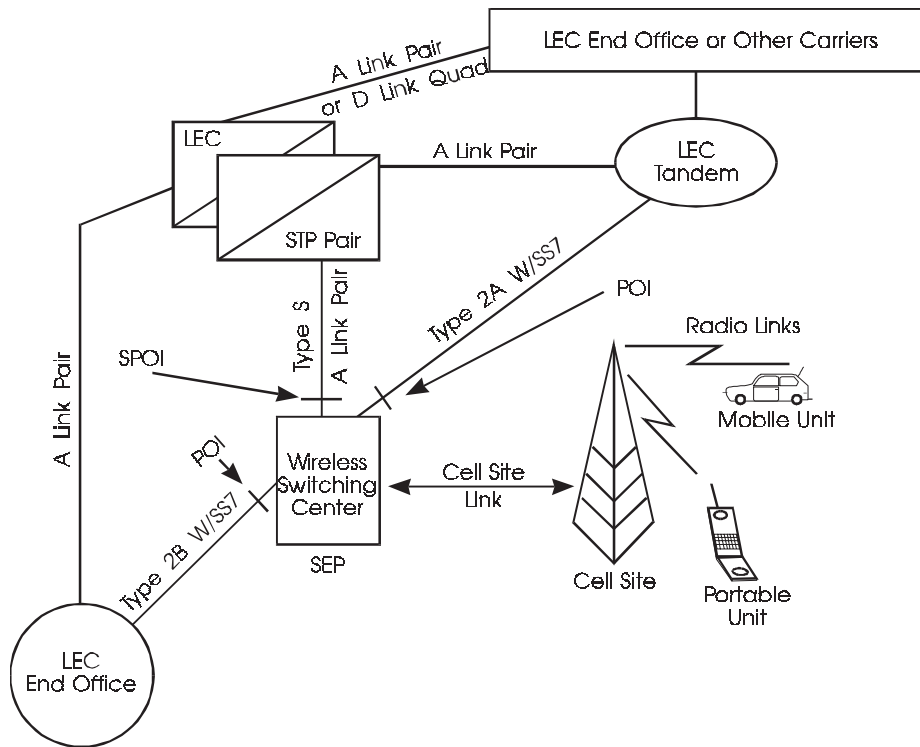 LEC End Office or Other Carriers
A Link Pair
or D Link Quad
LEC
STP Pair
A Link Pair
LEC
Tandem
Type 2A W/SS7
POI
Type S
A Link Pair
SPOI
Radio Links
Mobile Unit
A Link Pair
POI
Wireless
Switching
Center
SEP
Cell Site
Link
Cell Site
Portable
Unit
Type 2B W/SS7
LEC
End Office